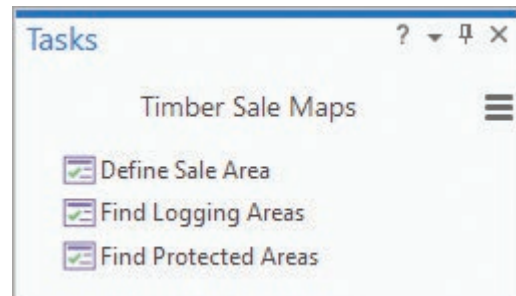 Tasks ?
Timber Sale Maps
Define Sale Area
Find Logging Areas
Find Protected Areas